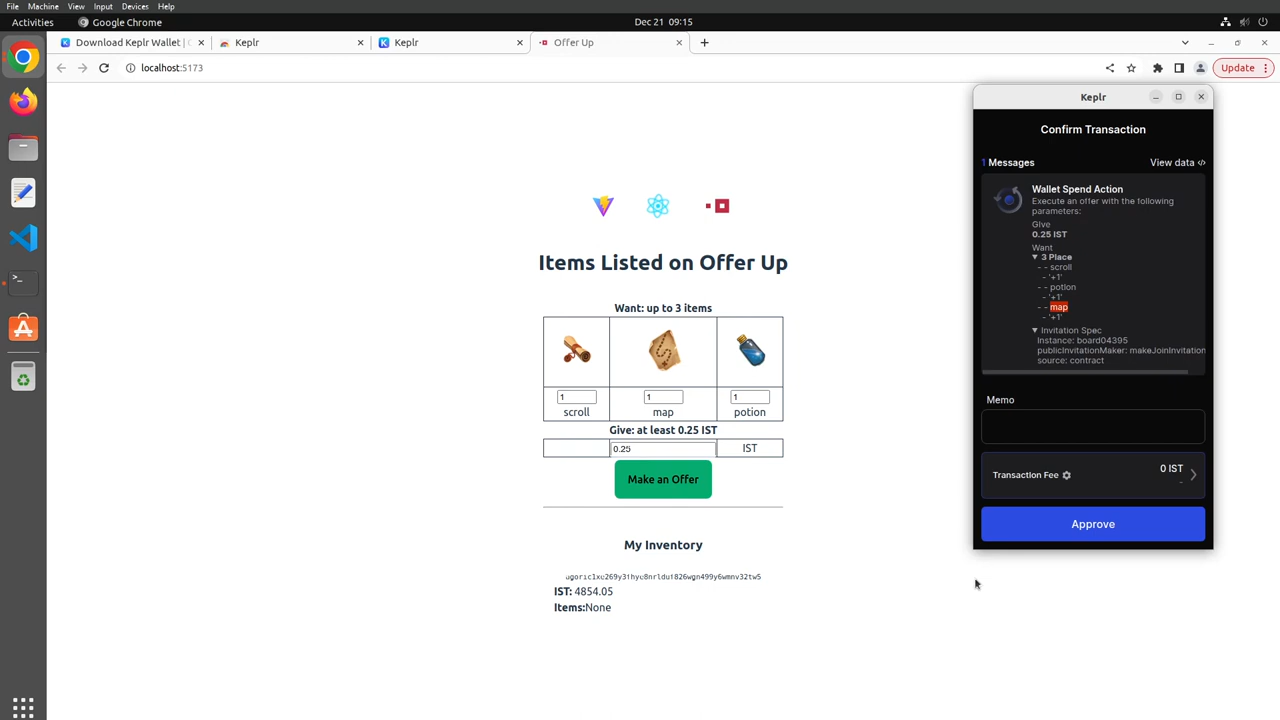 File Machine View Input Devices Help
Activities Google Chrome Dec 21 09:15
Download Keplr Wallet |
Keplr
Keplr
Offer Up
localhost:5173
Update
Keplr
Confirm Transaction
1 Messages View data
Wallet Spend Action
Execute an offer with the following
parameters:
Give
0.25 IST
Want
▼ 3 Place
- - scroll
- '+1'
- - potion
- '+1'
- - map
- '+1'
▼ Invitation Spec
Instance: board04395
publicInvitationMaker: makeJoinInvitation
source: contract
Memo
Transaction Fee 0 IST
-
Approve
Items Listed on Offer Up
Want: up to 3 items
1 1 1
scroll map potion
Give: at least 0.25 IST
0.25 IST
Make an Offer
My Inventory
IST: 4854.05
Items:None